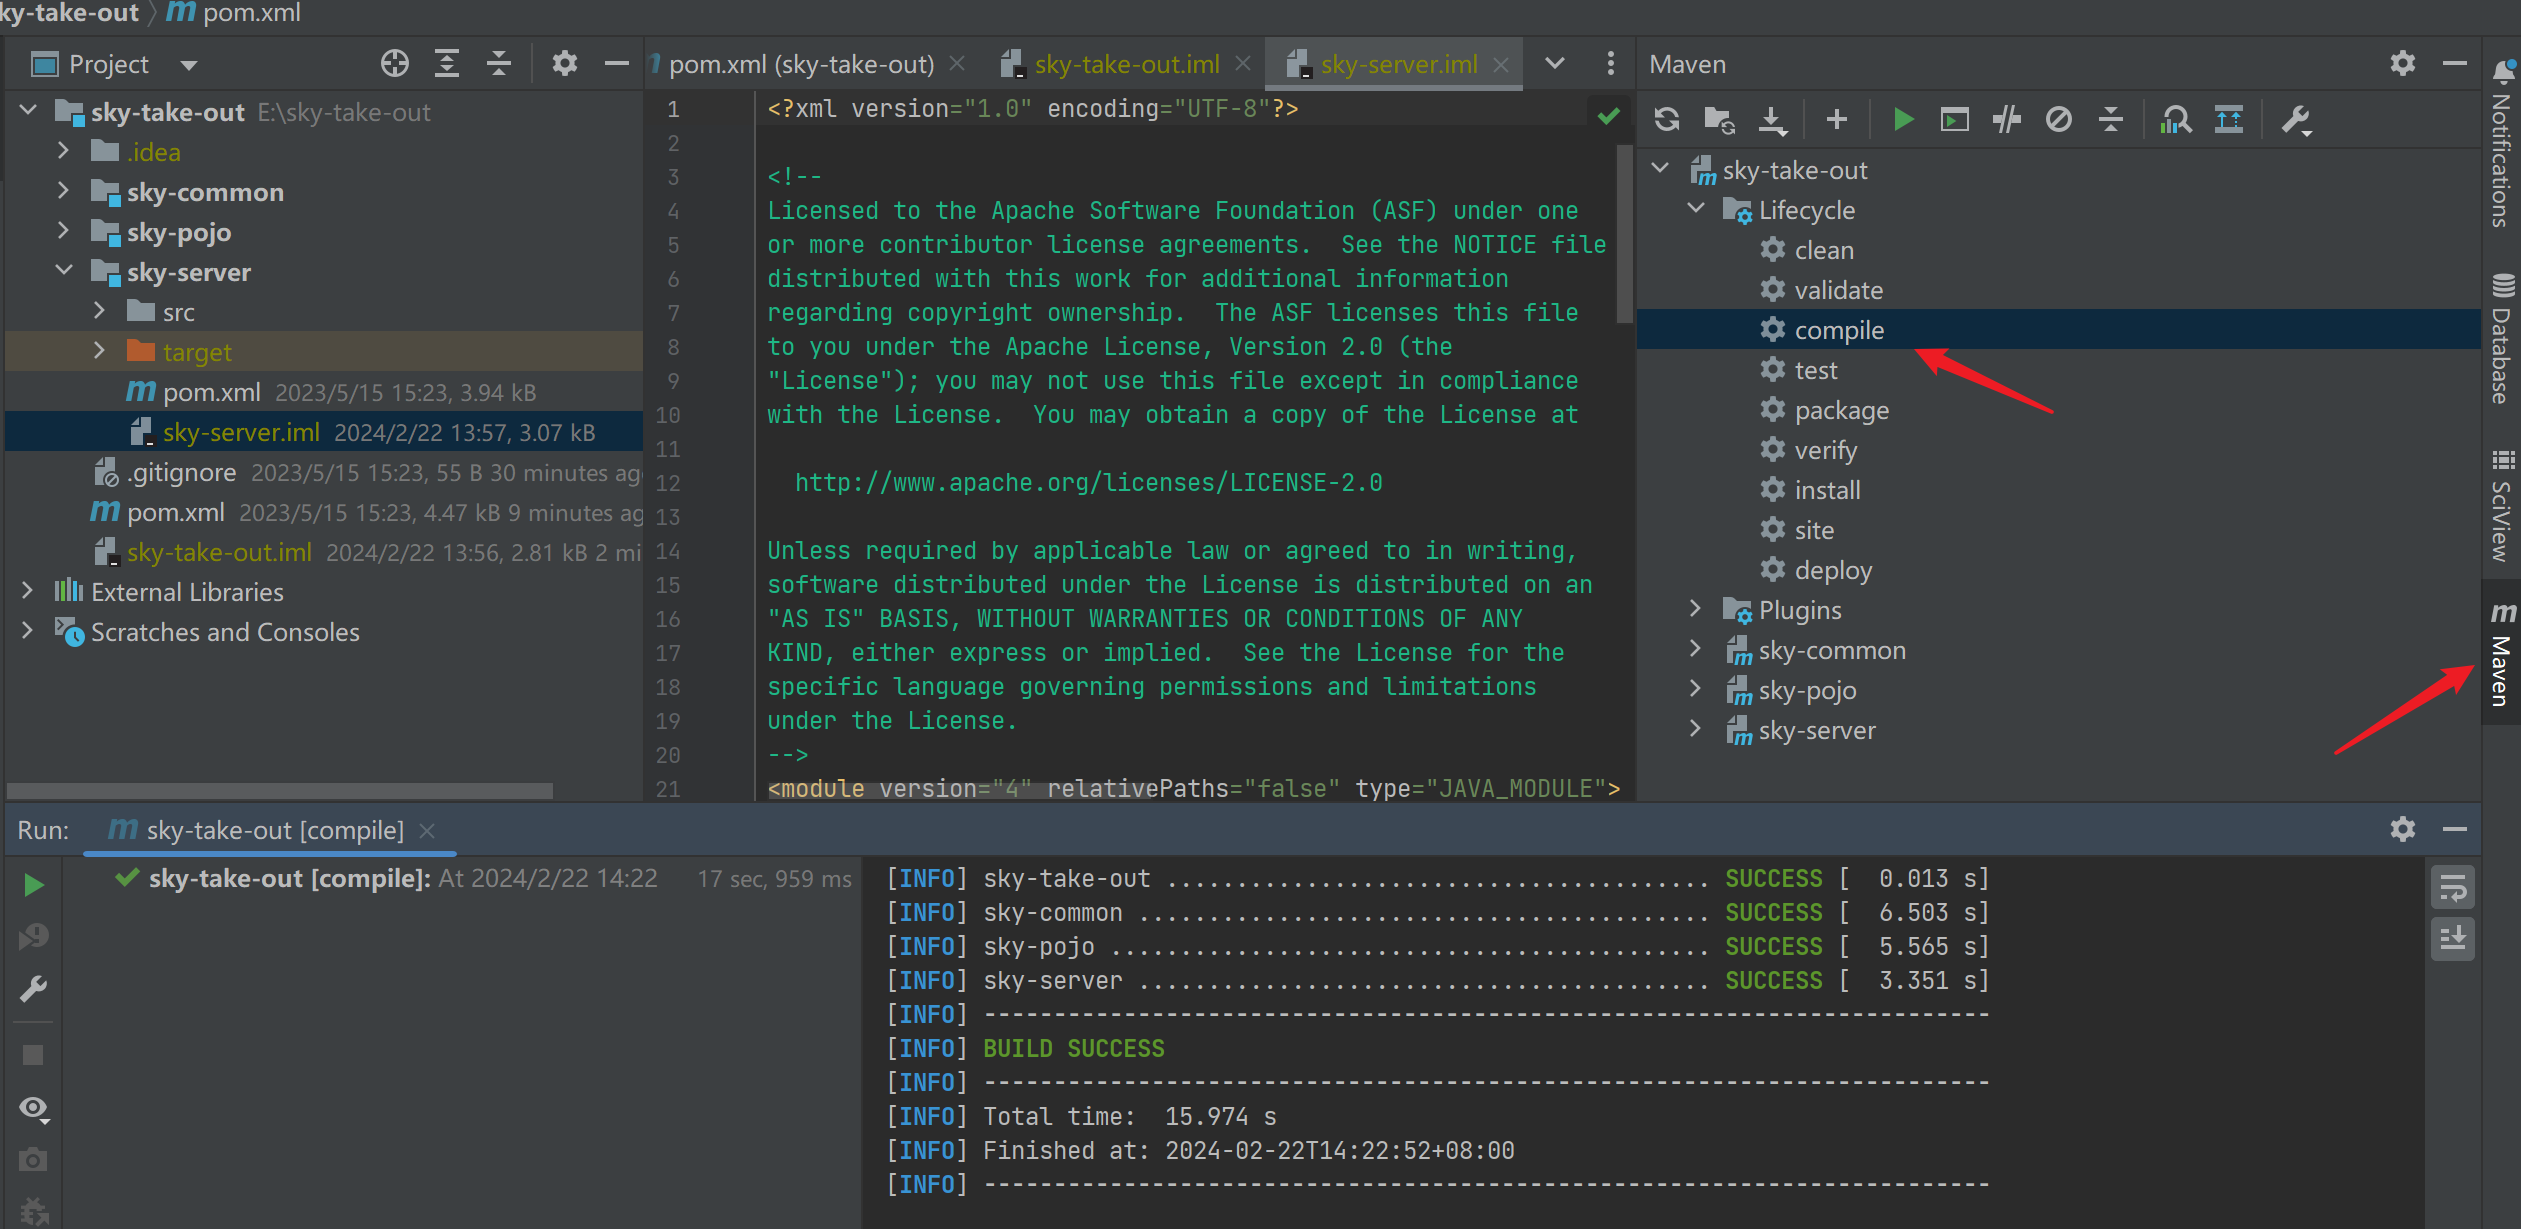 ky-take-out m pom.xml
Project
sky-take-out E:\sky-take-out
.idea
sky-common
sky-pojo
sky-server
src
target
pom.xml 2023/5/15 15:23, 3.94 kB
sky-server.iml 2024/2/22 13:57, 3.07 kB
.gitignore 2023/5/15 15:23, 55 B 30 minutes ag
pom.xml 2023/5/15 15:23, 4.47 kB 9 minutes ag
sky-take-out.iml 2024/2/22 13:56, 2.81 kB 2 mi
External Libraries
Scratches and Consoles
pom.xml (sky-take-out) sky-take-out.iml sky-server.iml
1 <?xml version="1.0" encoding="UTF-8"?>
2
3 <!--
4 Licensed to the Apache Software Foundation (ASF) under one
5 or more contributor license agreements.  See the NOTICE file
6 distributed with this work for additional information
7 regarding copyright ownership.  The ASF licenses this file
8 to you under the Apache License, Version 2.0 (the
9 "License"); you may not use this file except in compliance
10 with the License.  You may obtain a copy of the License at
11
12 http://www.apache.org/licenses/LICENSE-2.0
13
14 Unless required by applicable law or agreed to in writing,
15 software distributed under the License is distributed on an
16 "AS IS" BASIS, WITHOUT WARRANTIES OR CONDITIONS OF ANY
17 KIND, either express or implied.  See the License for the
18 specific language governing permissions and limitations
19 under the License.
20 -->
21 <module version="4" relativePaths="false" type="JAVA_MODULE">
Maven
sky-take-out
Lifecycle
clean
validate
compile
test
package
verify
install
site
deploy
Plugins
sky-common
sky-pojo
sky-server
Notifications
Database
SciView
Maven
Run: sky-take-out [compile]
sky-take-out [compile]: At 2024/2/22 14:22 17 sec, 959 ms
[INFO] sky-take-out ....................................... SUCCESS [  0.013 s]
[INFO] sky-common ......................................... SUCCESS [  6.503 s]
[INFO] sky-pojo ........................................... SUCCESS [  5.565 s]
[INFO] sky-server ......................................... SUCCESS [  3.351 s]
[INFO] ------------------------------------------------------------------------
[INFO] BUILD SUCCESS
[INFO] ------------------------------------------------------------------------
[INFO] Total time:  15.974 s
[INFO] Finished at: 2024-02-22T14:22:52+08:00
[INFO] ------------------------------------------------------------------------